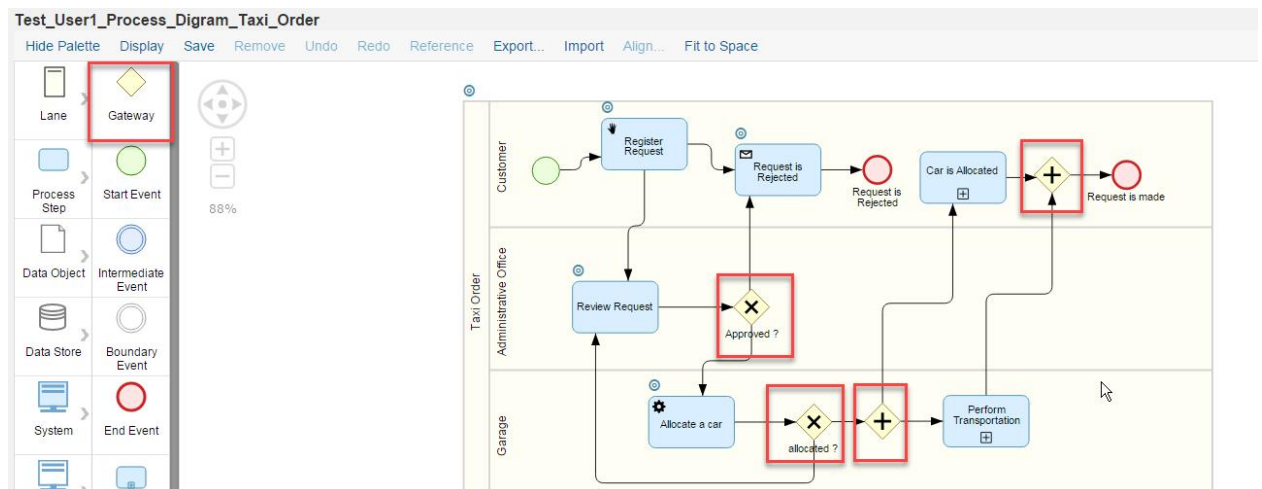 Test_User1_Process_Digram_Taxi_Order
Hide Palette Display Save Remove Undo Redo Reference Export... Import Align... Fit to Space
Lane
Gateway
Process
Step
Start Event
Data Object
Intermediate
Event
Data Store
Boundary
Event
System
End Event
88%
Taxi Order
Customer
Register
Request
Request is
Rejected
Request is
Rejected
Car is Allocated
Request is made
Administrative Office
Review Request
Approved ?
Garage
Allocate a car
allocated ?
Perform
Transportation